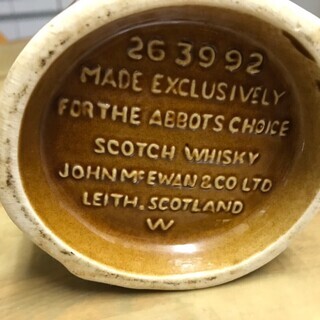 263992
MADE EXCLUSIVELY
FOR THE ABBOTS CHOICE
SCOTCH WHISKY
JOHN McEWAN & CO LTD
LEITH. SCOTLAND
W